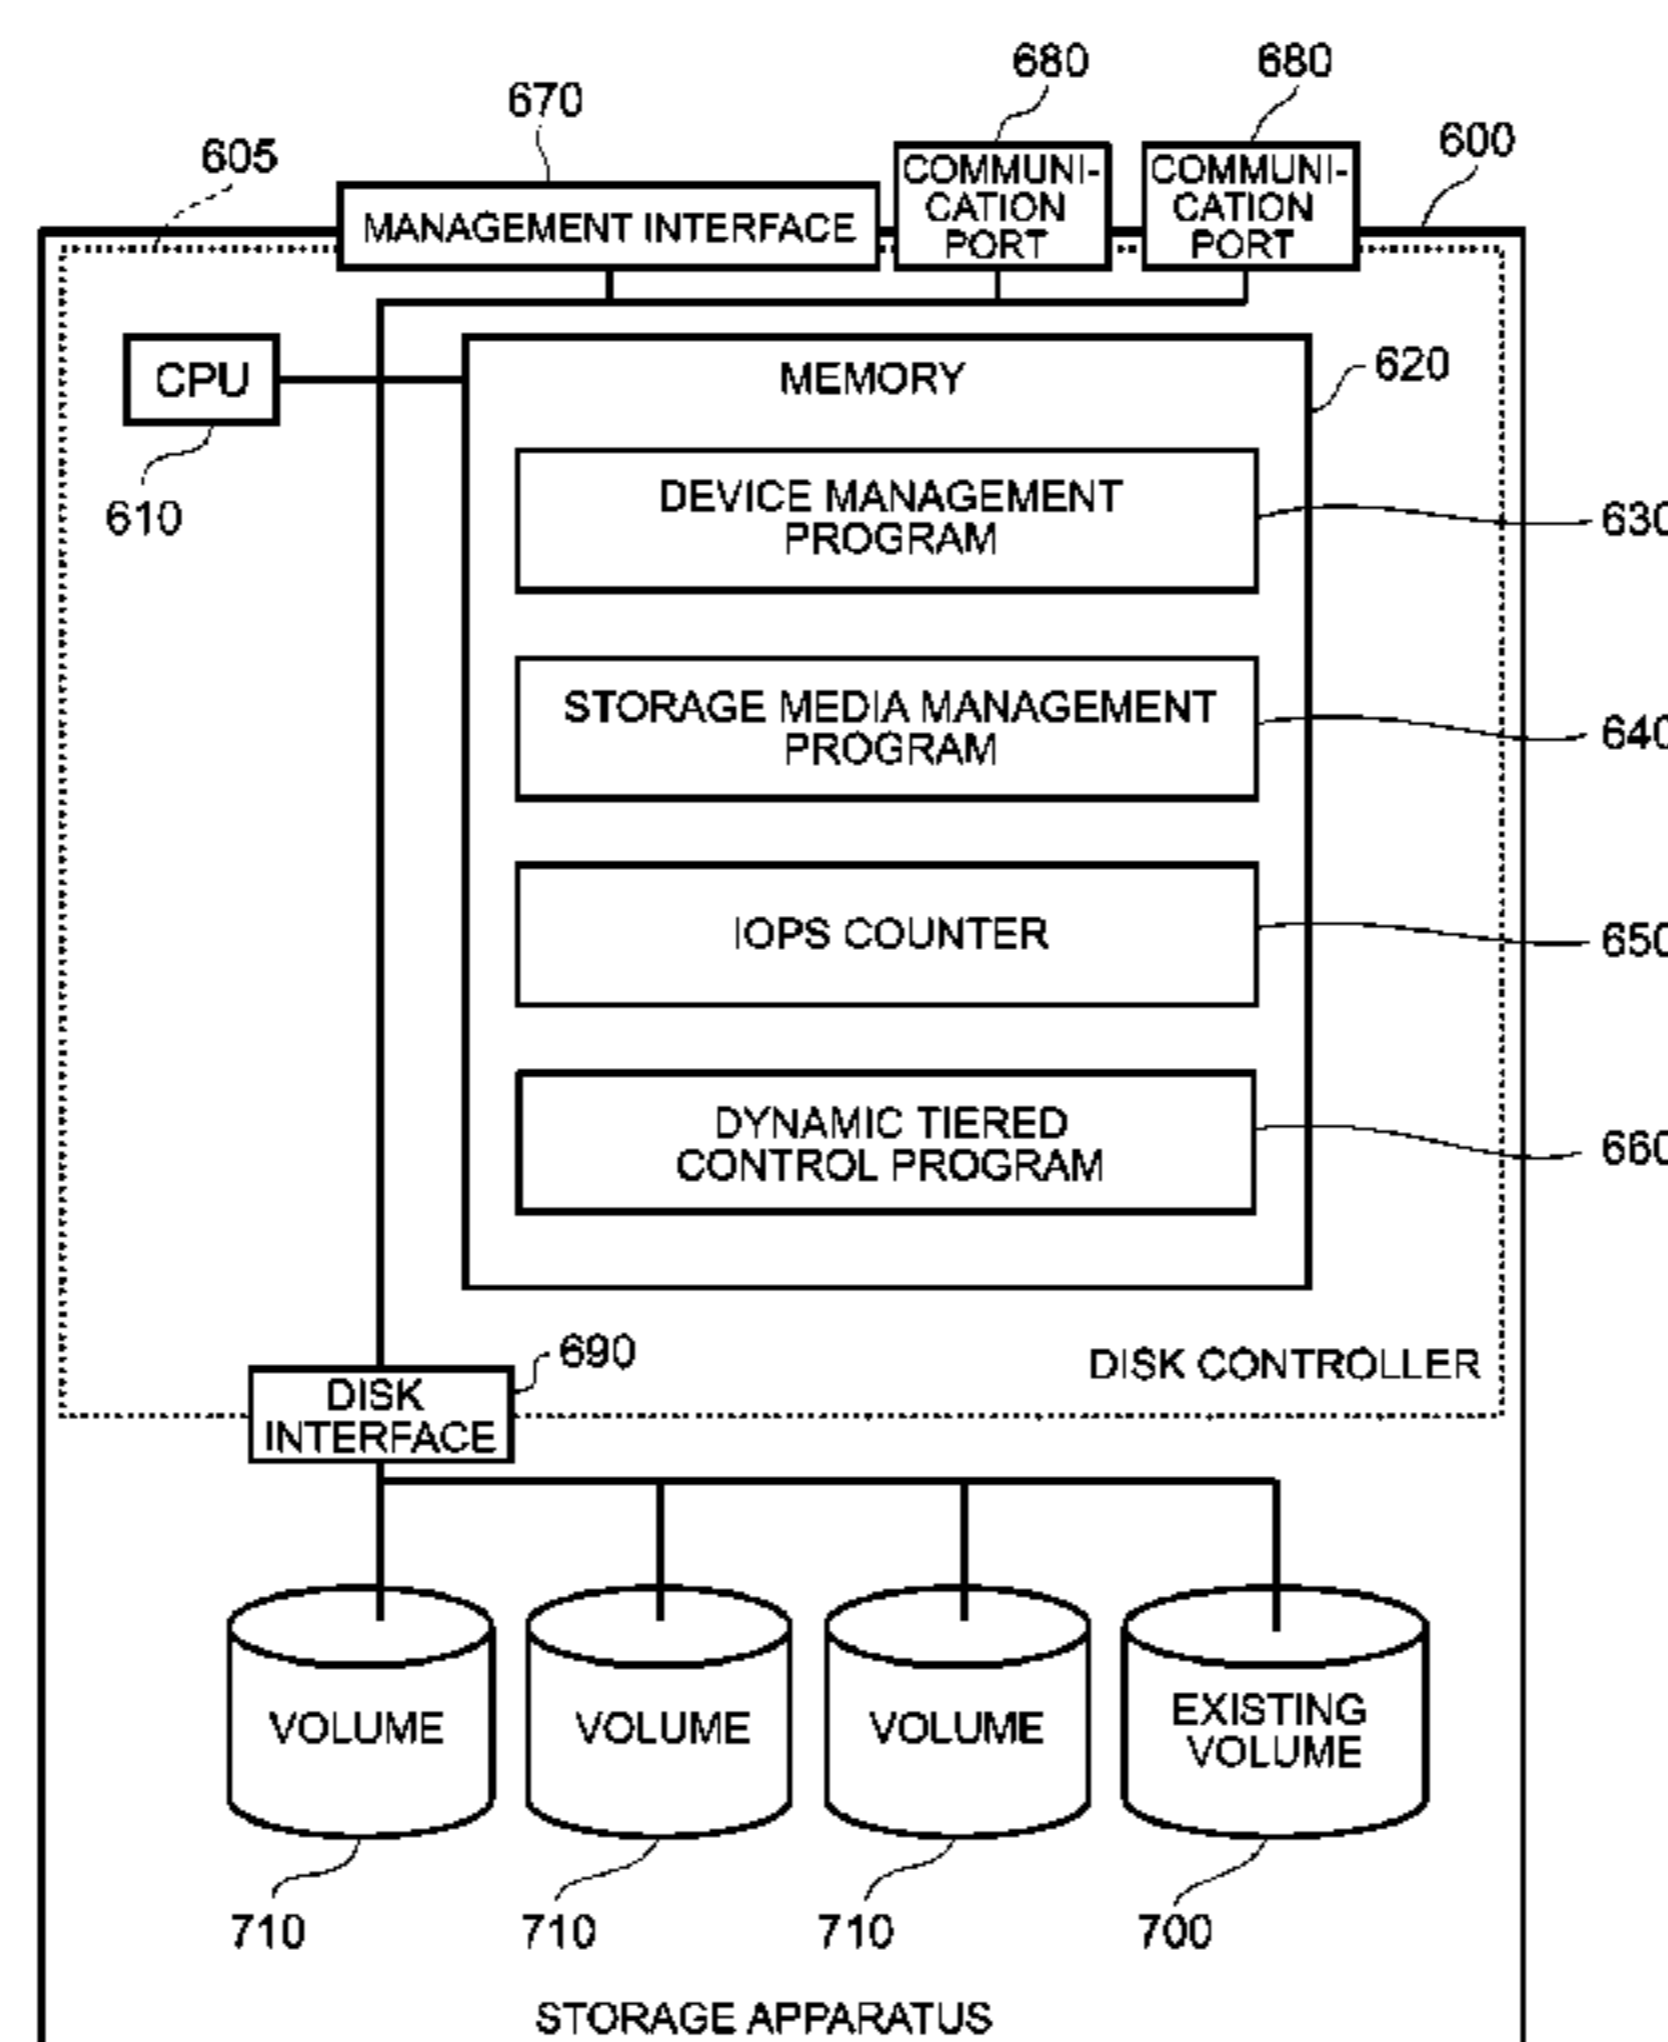 680
680
670
600
605
COMMUNI-
CATION
PORT
COMMUNI-
CATION
PORT
MANAGEMENT INTERFACE
CPU
MEMORY
620
610
DEVICE MANAGEMENT
PROGRAM
630
STORAGE MEDIA MANAGEMENT
PROGRAM
640
IOPS COUNTER
650
DYNAMIC TIERED
CONTROL PROGRAM
660
690
DISK CONTROLLER
DISK
INTERFACE
VOLUME
VOLUME
VOLUME
EXISTING
VOLUME
710
710
710
700
STORAGE APPARATUS